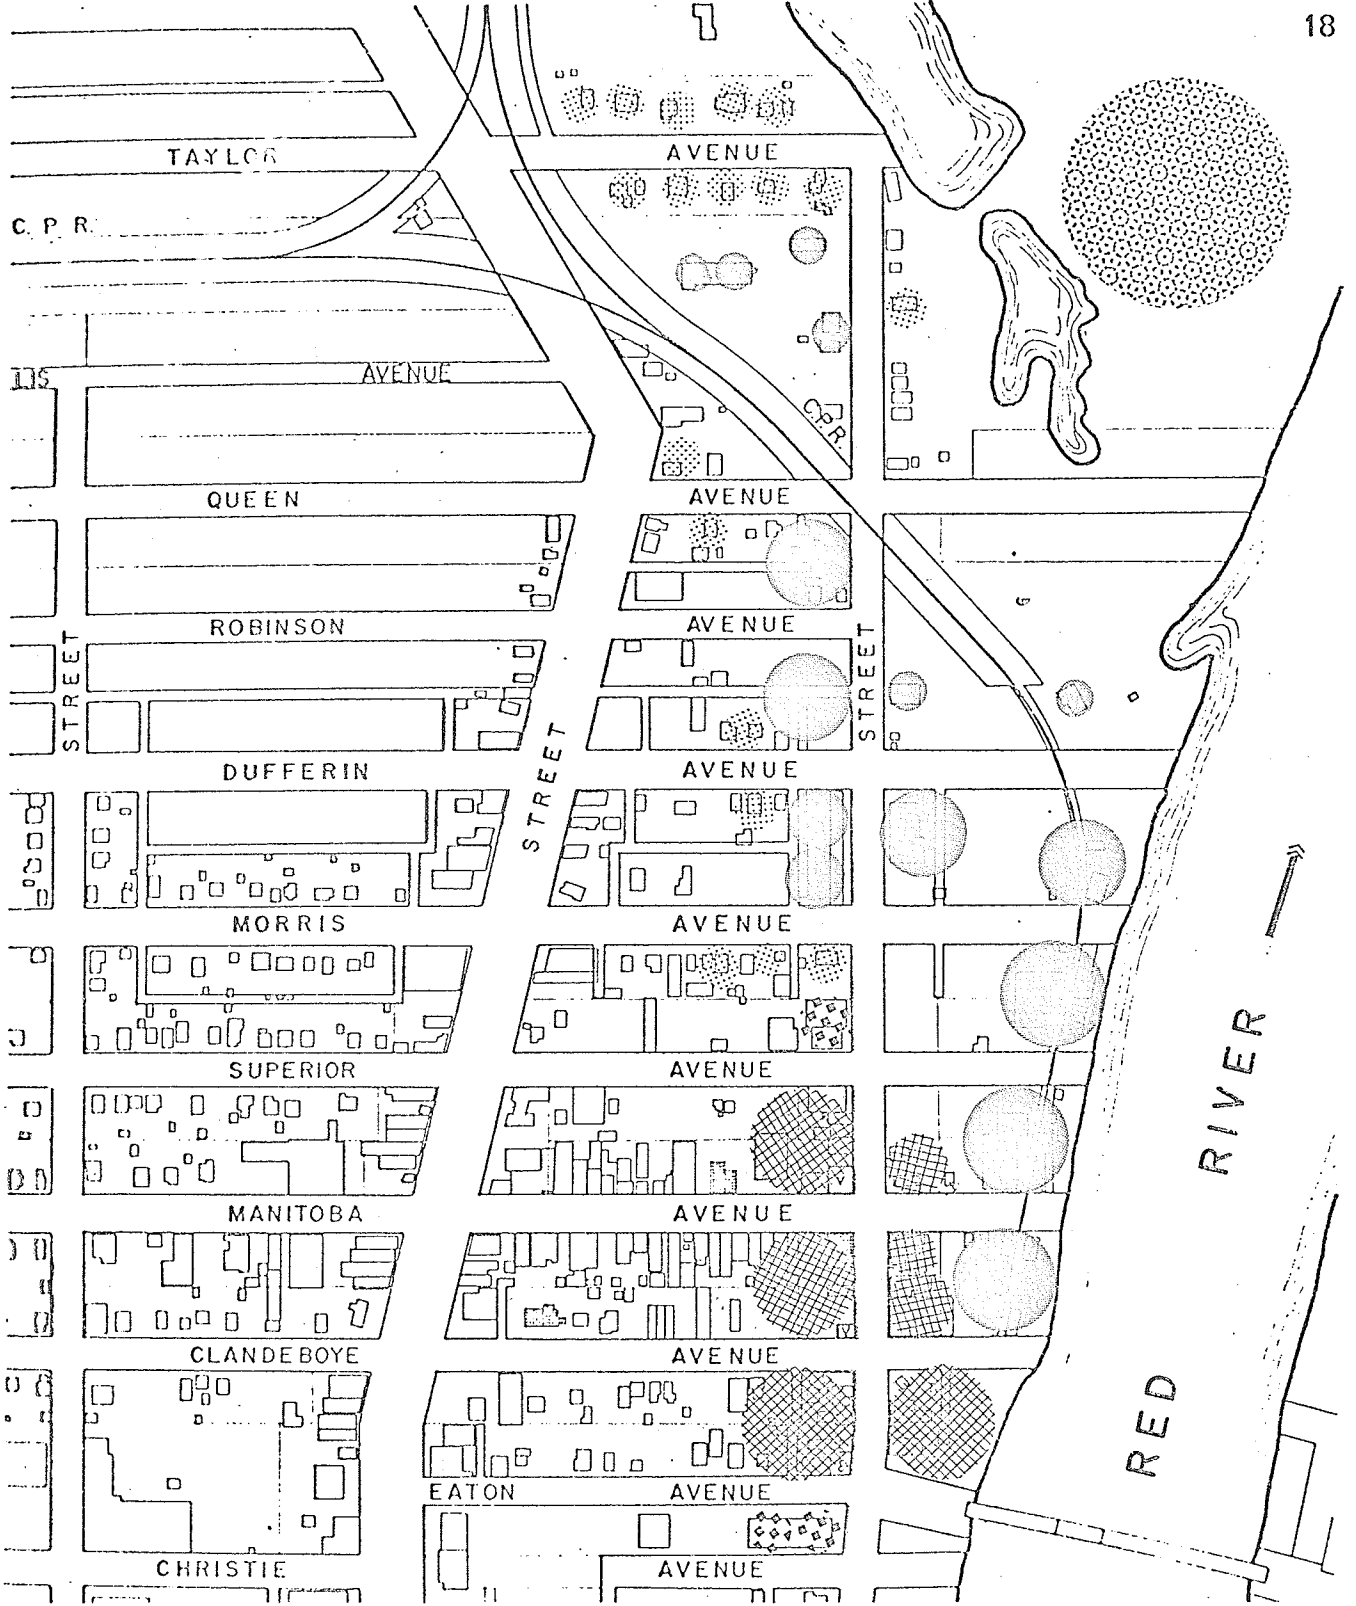 18
TAYLOR AVENUE
C. P. R.
AVENUE
C.P.R.
QUEEN AVENUE
ROBINSON AVENUE
STREET
STREET
STREET
DUFFERIN AVENUE
MORRIS AVENUE
SUPERIOR AVENUE
MANITOBA AVENUE
CLANDEBOYE AVENUE
EATON AVENUE
CHRISTIE AVENUE
RED RIVER